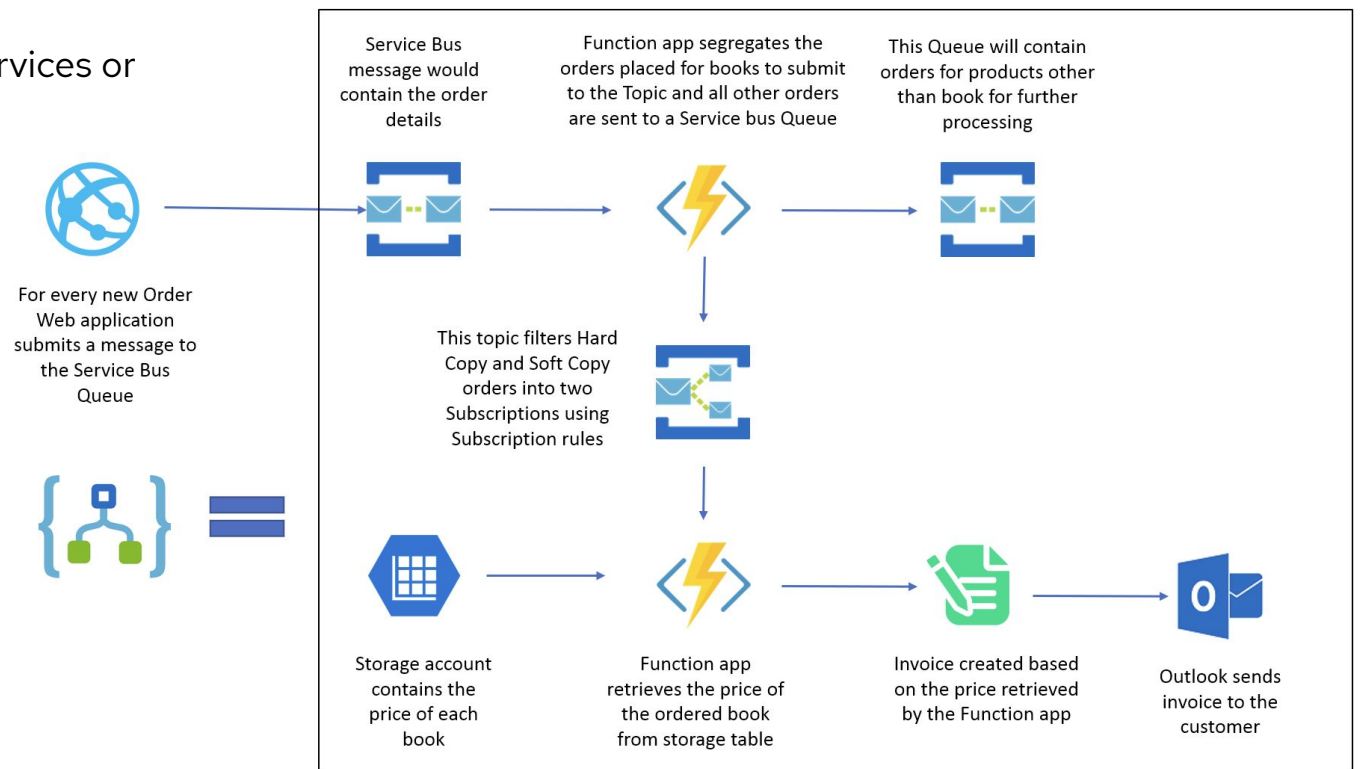 rvices or
Service Bus
message would
contain the order
details
Function app segregates the
orders placed for books to submit
to the Topic and all other orders
are sent to a Service bus Queue
This Queue will contain
orders for products other
than book for further
processing
For every new Order
Web application
submits a message to
the Service Bus
Queue
This topic filters Hard
Copy and Soft Copy
orders into two
Subscriptions using
Subscription rules
Storage account
contains the
price of each
book
Function app
retrieves the price of
the ordered book
from storage table
Invoice created based
on the price retrieved
by the Function app
O
Outlook sends
invoice to the
customer